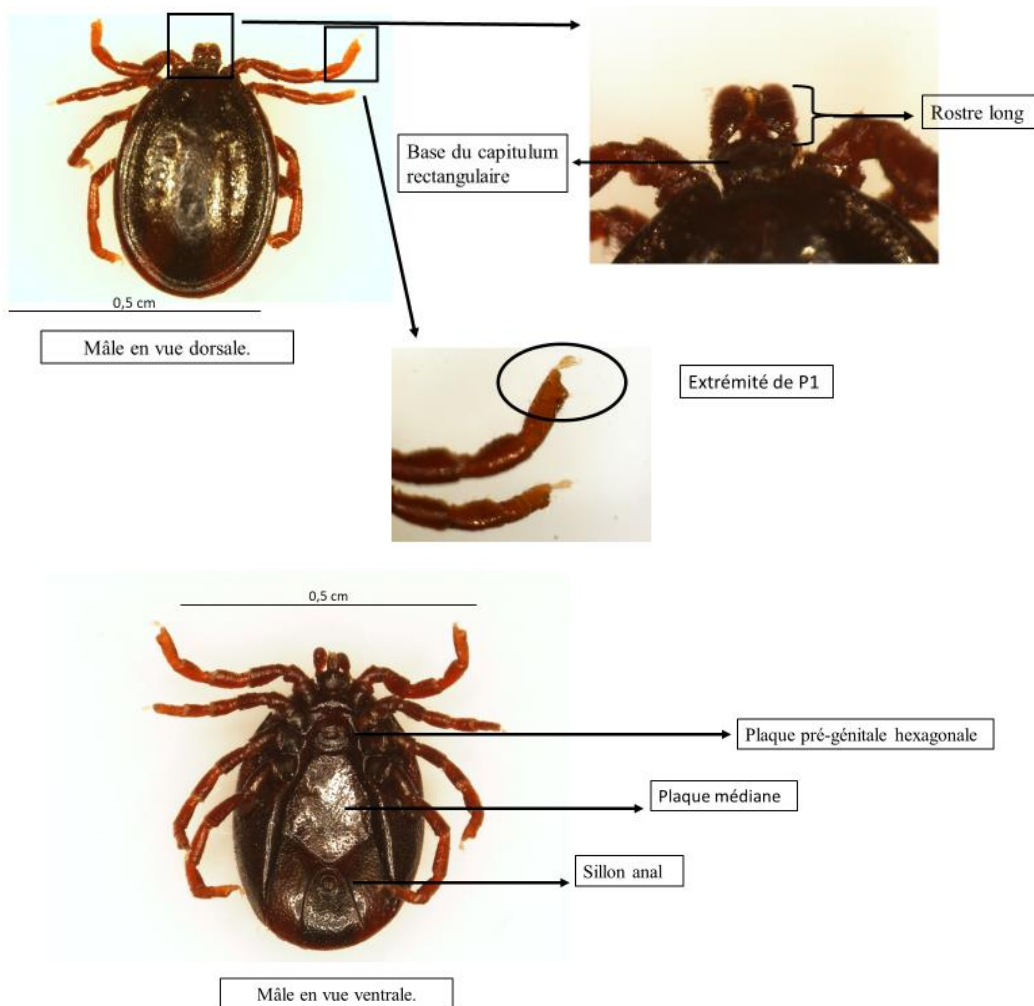 Rostre long
Base du capitulum
rectangulaire
0,5 cm
Mâle en vue dorsale.
Extrémité de P1
0,5 cm
Plaque pré-génitale hexagonale
Plaque médiane
Sillon anal
Mâle en vue ventrale.